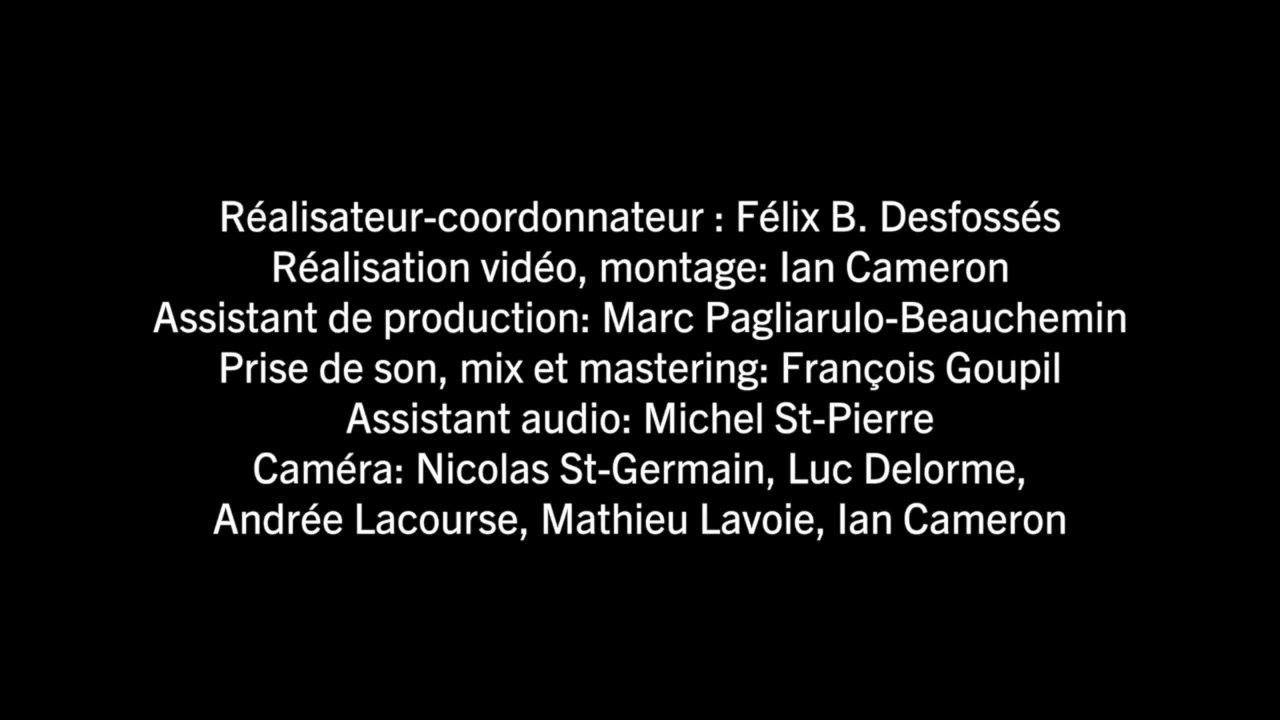 Réalisateur-coordonnateur : Félix B. Desfossés
Réalisation vidéo, montage: Ian Cameron
Assistant de production: Marc Pagliarulo-Beauchemin
Prise de son, mix et mastering: François Goupil
Assistant audio: Michel St-Pierre
Caméra: Nicolas St-Germain, Luc Delorme,
Andrée Lacourse, Mathieu Lavoie, Ian Cameron